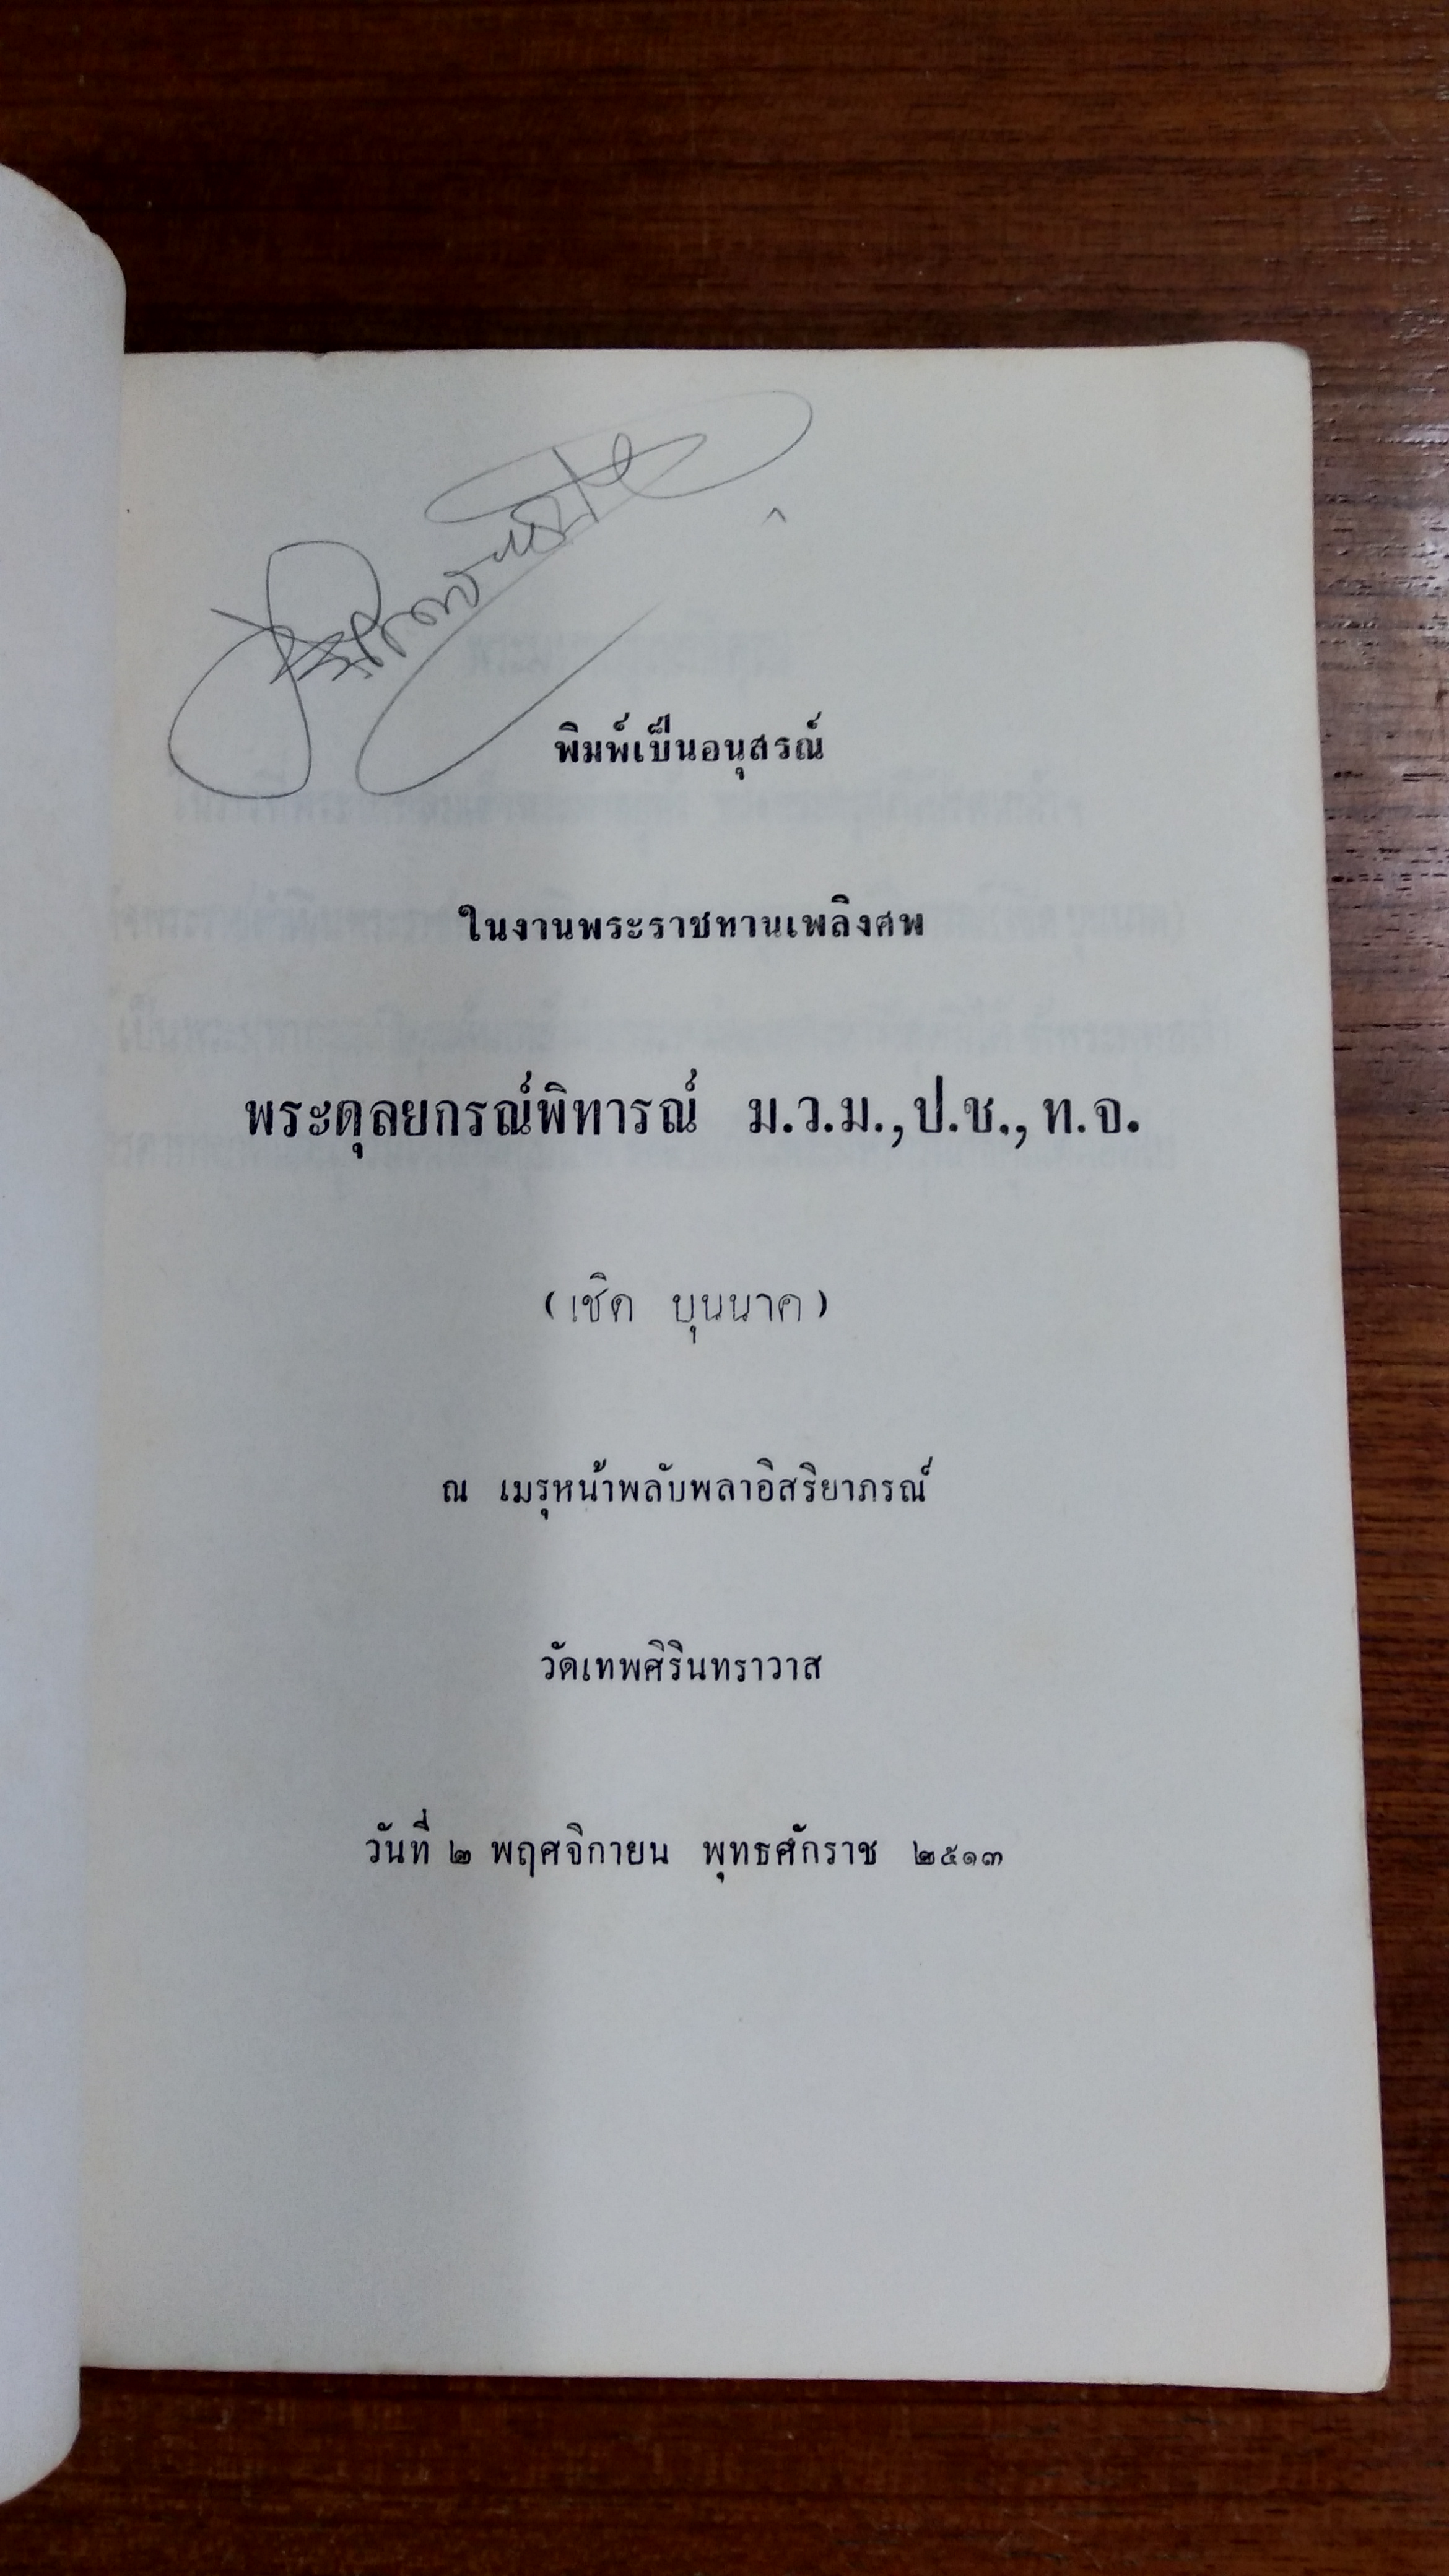 พิมพ์เป็นอนุสรณ์
ในงานพระราชทานเพลิงศพ
พระดุลยกรณ์พิทารณ์ ม.ว.ม., ป.ช., ท.จ.
(เชิด บุนนาค)
ณ เมรุหน้าพลับพลาอิสริยาภรณ์
วัดเทพศิรินทราวาส
วันที่ ๒ พฤศจิกายน พุทธศักราช ๒๕๑๓